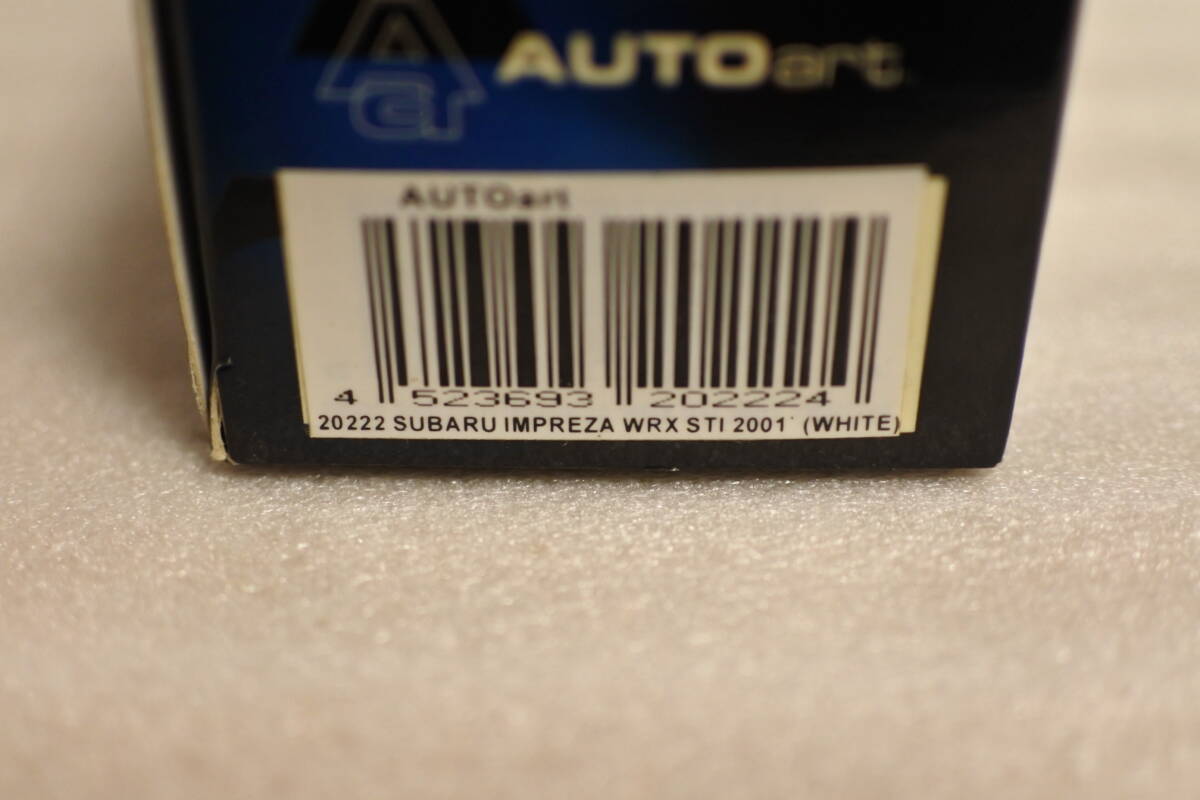 AUTOart
AUTOart
4 523693 202224
20222 SUBARU IMPREZA WRX STI 2001 (WHITE)